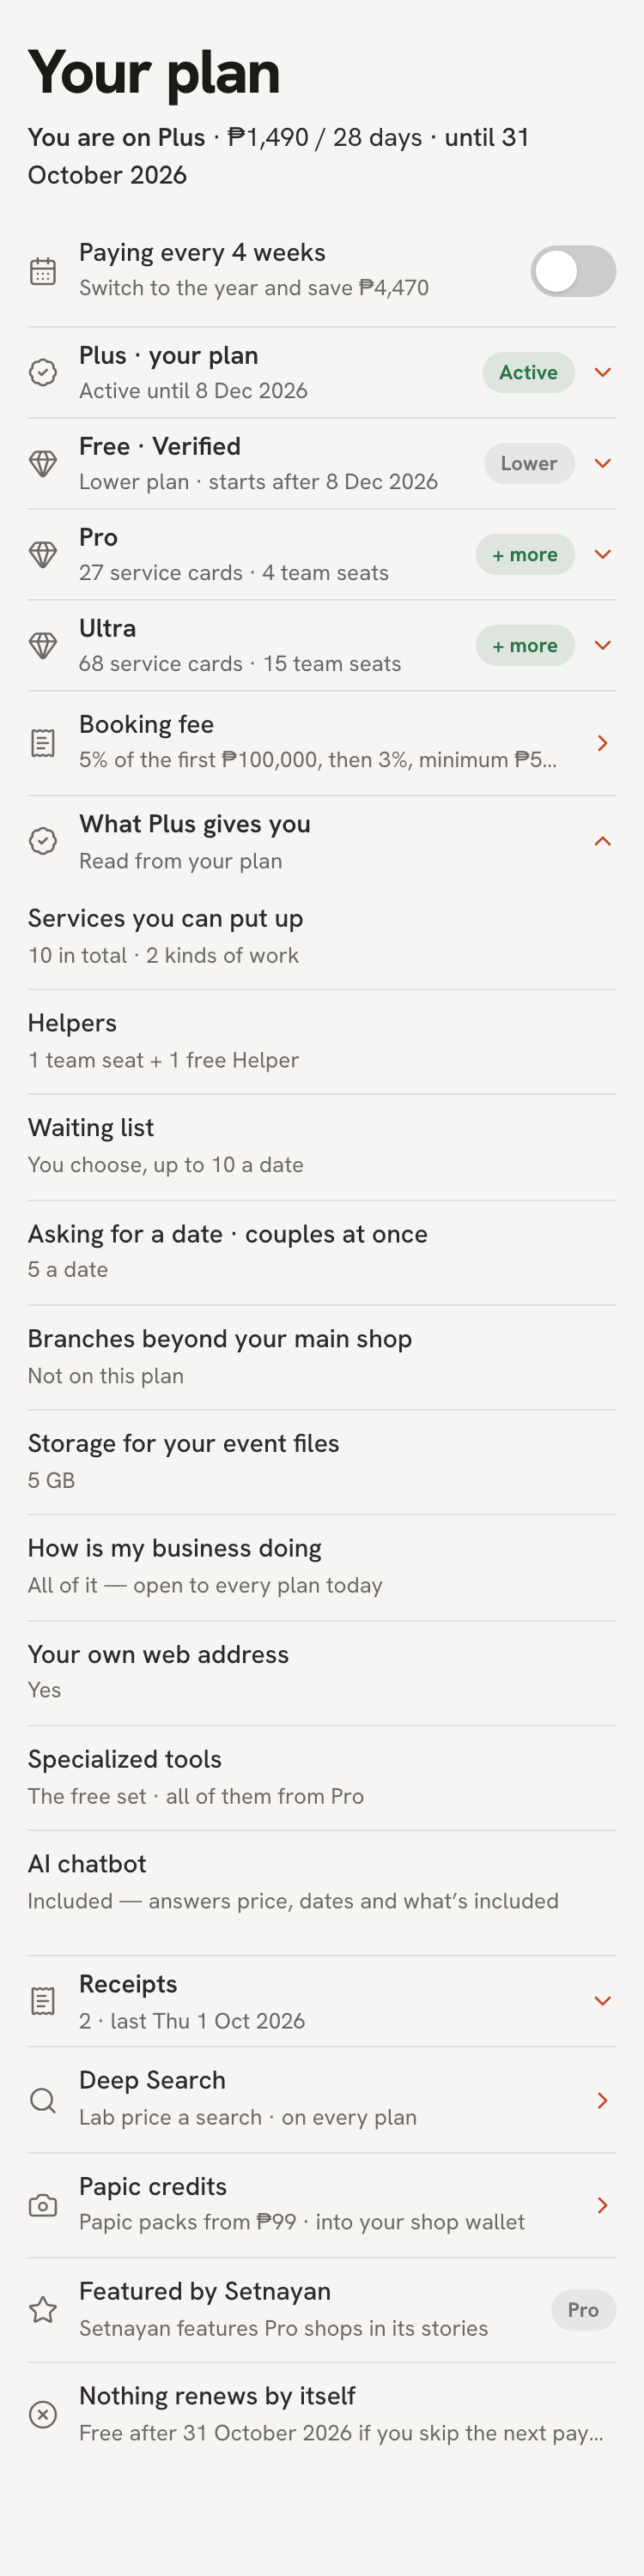 Your plan
You are on Plus · ₱1,490 / 28 days · until 31
October 2026
Paying every 4 weeks
Switch to the year and save ₱4,470
Plus · your plan
Active until 8 Dec 2026
Active
Free · Verified
Lower plan · starts after 8 Dec 2026
Lower
Pro
27 service cards · 4 team seats
+ more
Ultra
68 service cards · 15 team seats
+ more
Booking fee
5% of the first ₱100,000, then 3%, minimum ₱5...
What Plus gives you
Read from your plan
Services you can put up
10 in total · 2 kinds of work
Helpers
1 team seat + 1 free Helper
Waiting list
You choose, up to 10 a date
Asking for a date · couples at once
5 a date
Branches beyond your main shop
Not on this plan
Storage for your event files
5 GB
How is my business doing
All of it — open to every plan today
Your own web address
Yes
Specialized tools
The free set · all of them from Pro
AI chatbot
Included — answers price, dates and what’s included
Receipts
2 · last Thu 1 Oct 2026
Deep Search
Lab price a search · on every plan
Papic credits
Papic packs from ₱99 · into your shop wallet
Featured by Setnayan
Setnayan features Pro shops in its stories
Pro
Nothing renews by itself
Free after 31 October 2026 if you skip the next pay...